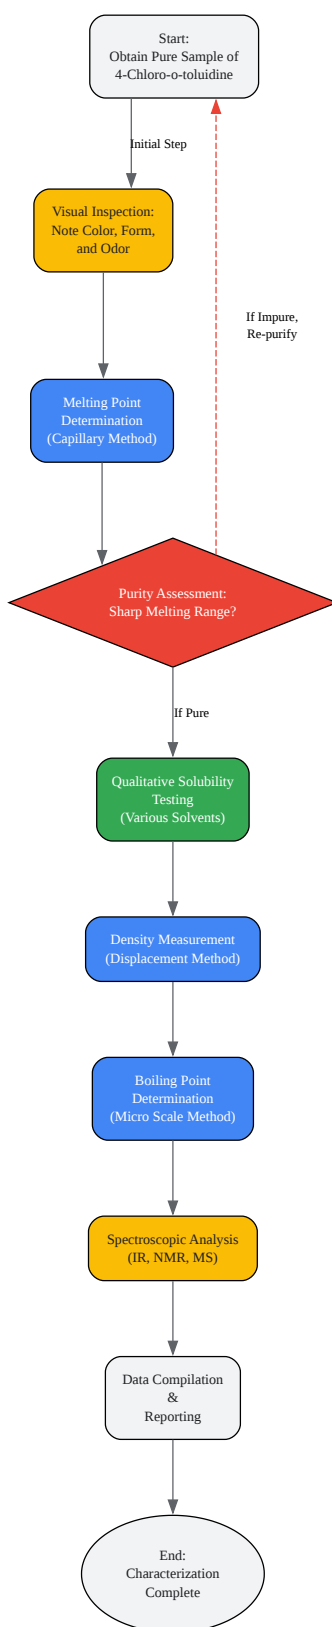 Start:
Obtain Pure Sample of
4-Chloro-o-toluidine
Initial Step
Visual Inspection:
Note Color, Form,
and Odor
If Impure,
Re-purify
Melting Point
Determination
(Capillary Method)
Purity Assessment:
Sharp Melting Range?
If Pure
Qualitative Solubility
Testing
(Various Solvents)
Density Measurement
(Displacement Method)
Boiling Point
Determination
(Micro Scale Method)
Spectroscopic Analysis
(IR, NMR, MS)
Data Compilation
&
Reporting
End:
Characterization
Complete